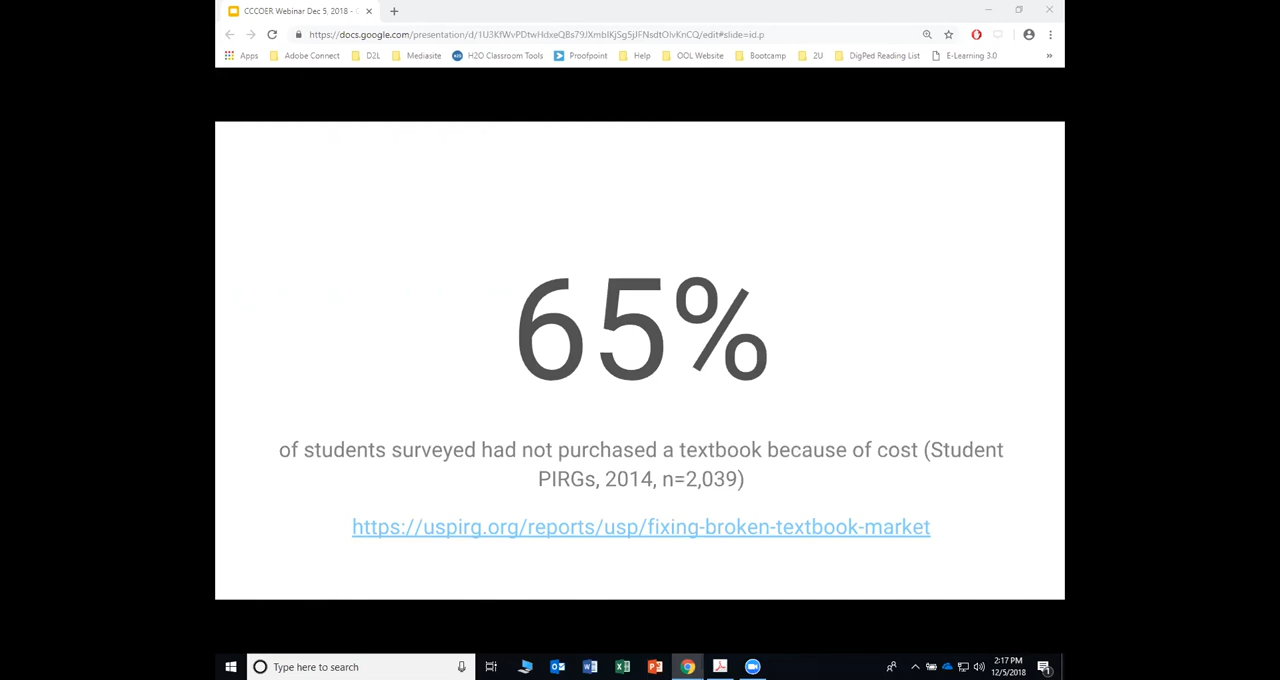 CCCOER Webinar Dec 5, 2018 -
https://docs.google.com/presentation/d/1U3KfWvPDtwHdxeQBs79JXmbIKjSg5jJFNsdtOIvKnCQ/edit#slide=id.p
Apps Adobe Connect D2L Mediasite H2O Classroom Tools Proofpoint Help OOL Website Bootcamp 2U DigPed Reading List E-Learning 3.0
65%
of students surveyed had not purchased a textbook because of cost (Student
PIRGs, 2014, n=2,039)
https://uspirg.org/reports/usp/fixing-broken-textbook-market
Type here to search
2:17 PM
12/5/2018
1